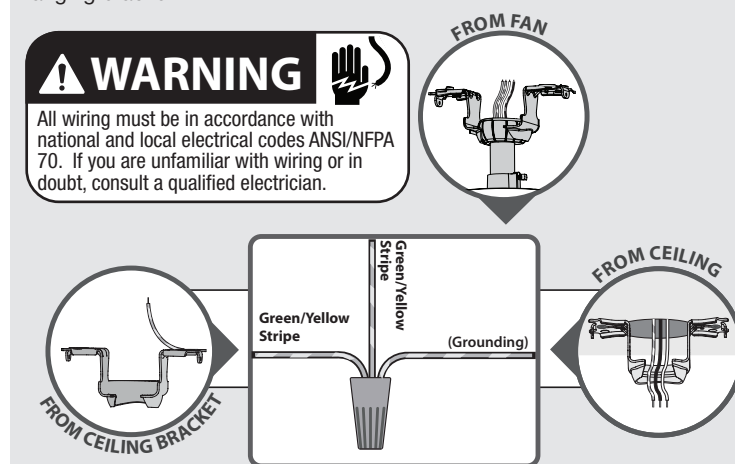 FROM FAN
WARNING
All wiring must be in accordance with
national and local electrical codes ANSI/NFPA
70. If you are unfamiliar with wiring or in
doubt, consult a qualified electrician.
Green/Yellow
Stripe
Green/Yellow
Stripe
(Grounding)
FROM CEILING
FROM CEILING BRACKET